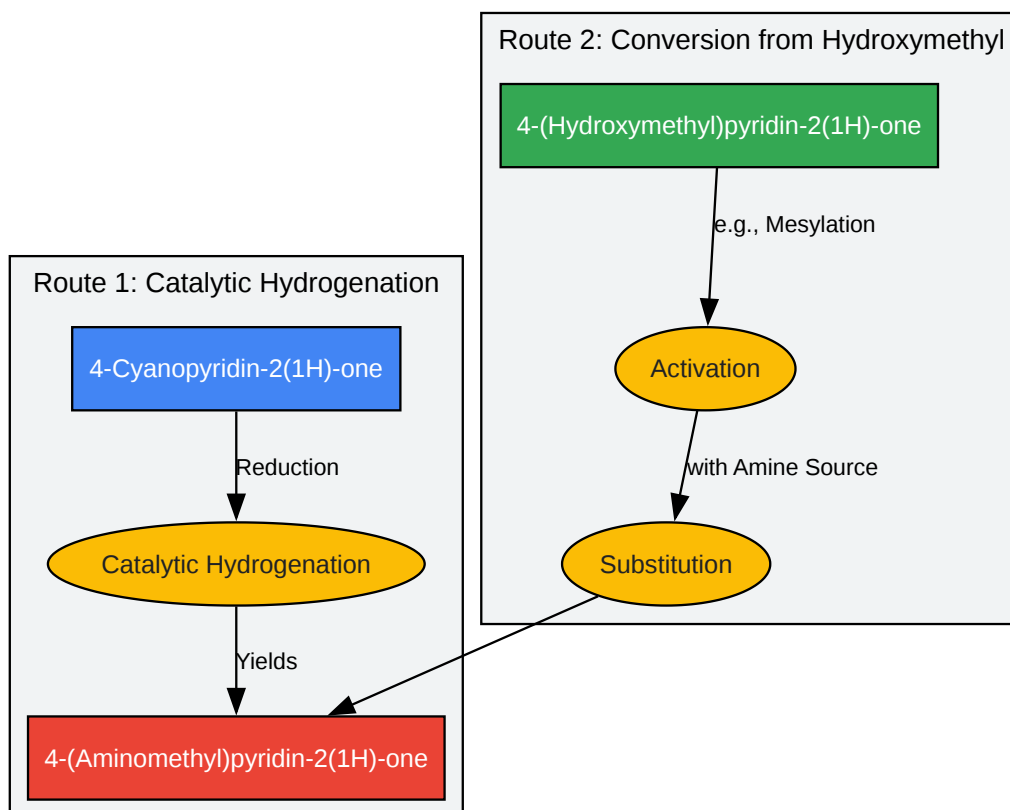 Route 2: Conversion from Hydroxymethyl
4-(Hydroxymethyl)pyridin-2(1H)-one
e.g., Mesylation
Activation
with Amine Source
Substitution
Route 1: Catalytic Hydrogenation
4-Cyanopyridin-2(1H)-one
Reduction
Catalytic Hydrogenation
Yields
4-(Aminomethyl)pyridin-2(1H)-one